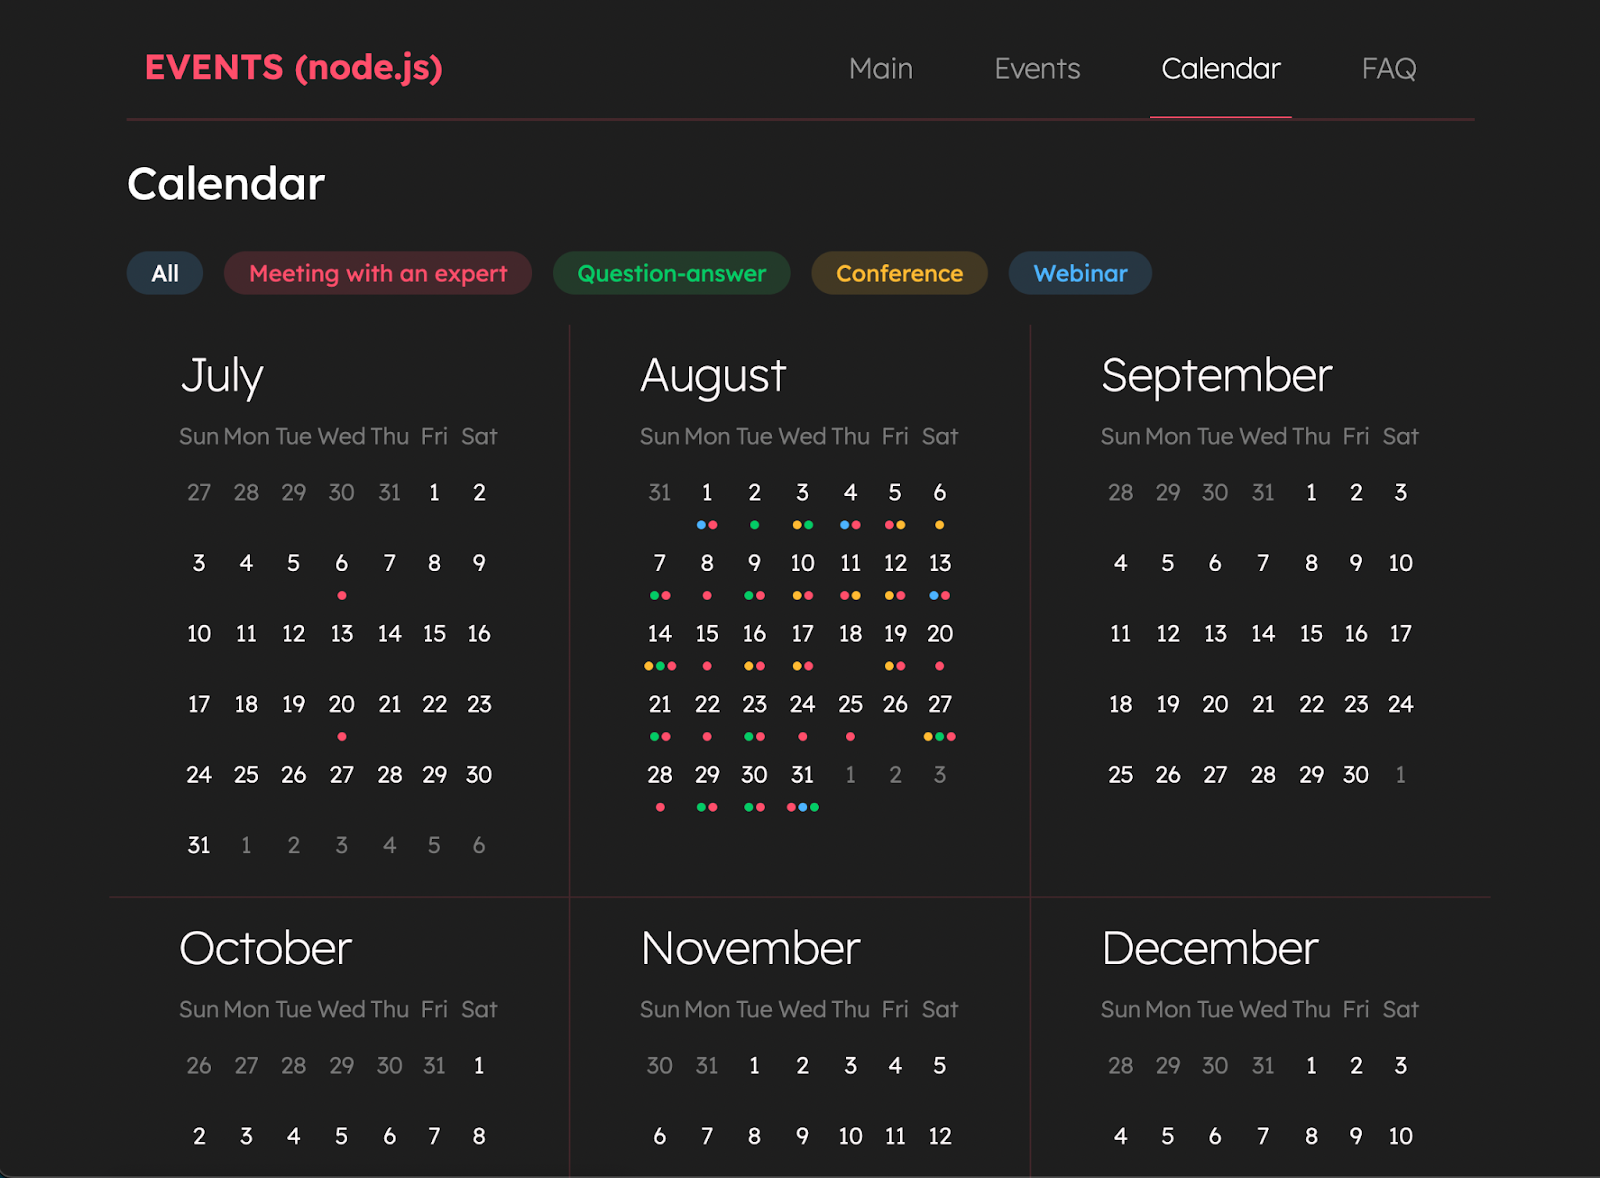 EVENTS (node.js) Main Events Calendar FAQ
Calendar
All Meeting with an expert Question-answer Conference Webinar
July
Sun Mon Tue Wed Thu Fri Sat
27 28 29 30 31 1 2
3 4 5 6 7 8 9
10 11 12 13 14 15 16
17 18 19 20 21 22 23
24 25 26 27 28 29 30
31 1 2 3 4 5 6
August
Sun Mon Tue Wed Thu Fri Sat
31 1 2 3 4 5 6
7 8 9 10 11 12 13
14 15 16 17 18 19 20
21 22 23 24 25 26 27
28 29 30 31 1 2 3
September
Sun Mon Tue Wed Thu Fri Sat
28 29 30 31 1 2 3
4 5 6 7 8 9 10
11 12 13 14 15 16 17
18 19 20 21 22 23 24
25 26 27 28 29 30 1
October
Sun Mon Tue Wed Thu Fri Sat
26 27 28 29 30 31 1
2 3 4 5 6 7 8
November
Sun Mon Tue Wed Thu Fri Sat
30 31 1 2 3 4 5
6 7 8 9 10 11 12
December
Sun Mon Tue Wed Thu Fri Sat
28 29 30 31 1 2 3
4 5 6 7 8 9 10